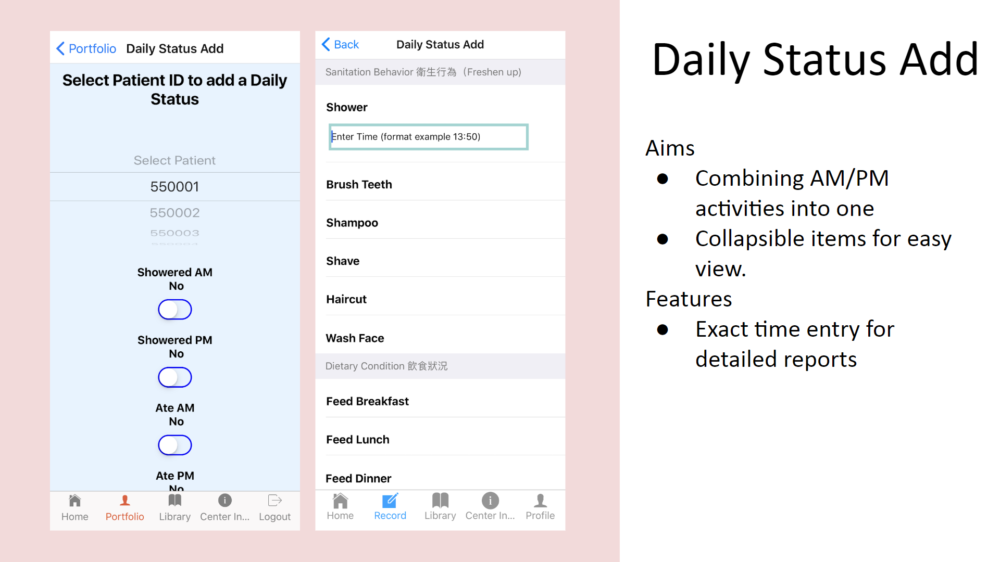 Portfolio Daily Status Add
Select Patient ID to add a Daily
Status
Select Patient
550001
550002
550003
550004
Showered AM
No
Showered PM
No
Ate AM
No
Ate PM
No
Home Portfolio Library Center In... Logout
Back Daily Status Add
Sanitation Behavior 衛生行為（Freshen up)
Shower
Enter Time (format example 13:50)
Brush Teeth
Shampoo
Shave
Haircut
Wash Face
Dietary Condition 飲食狀況
Feed Breakfast
Feed Lunch
Feed Dinner
Home Record Library Center In... Profile
Daily Status Add
Aims
● Combining AM/PM
activities into one
● Collapsible items for easy
view.
Features
● Exact time entry for
detailed reports